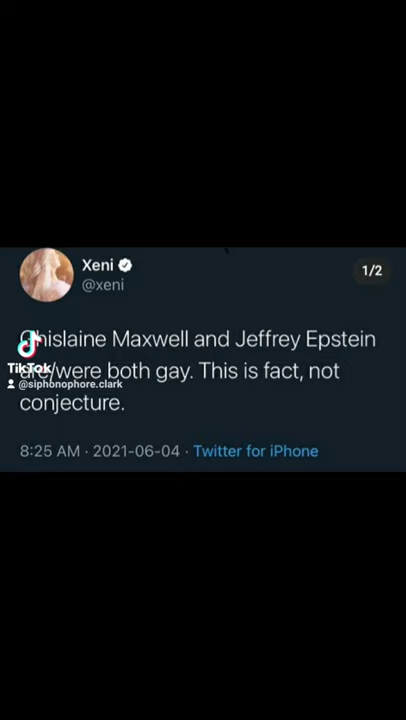 Xeni
@xeni
1/2
Ghislaine Maxwell and Jeffrey Epstein
are/were both gay. This is fact, not
conjecture.
TikTok
@siphonophore.clark
8:25 AM · 2021-06-04 · Twitter for iPhone